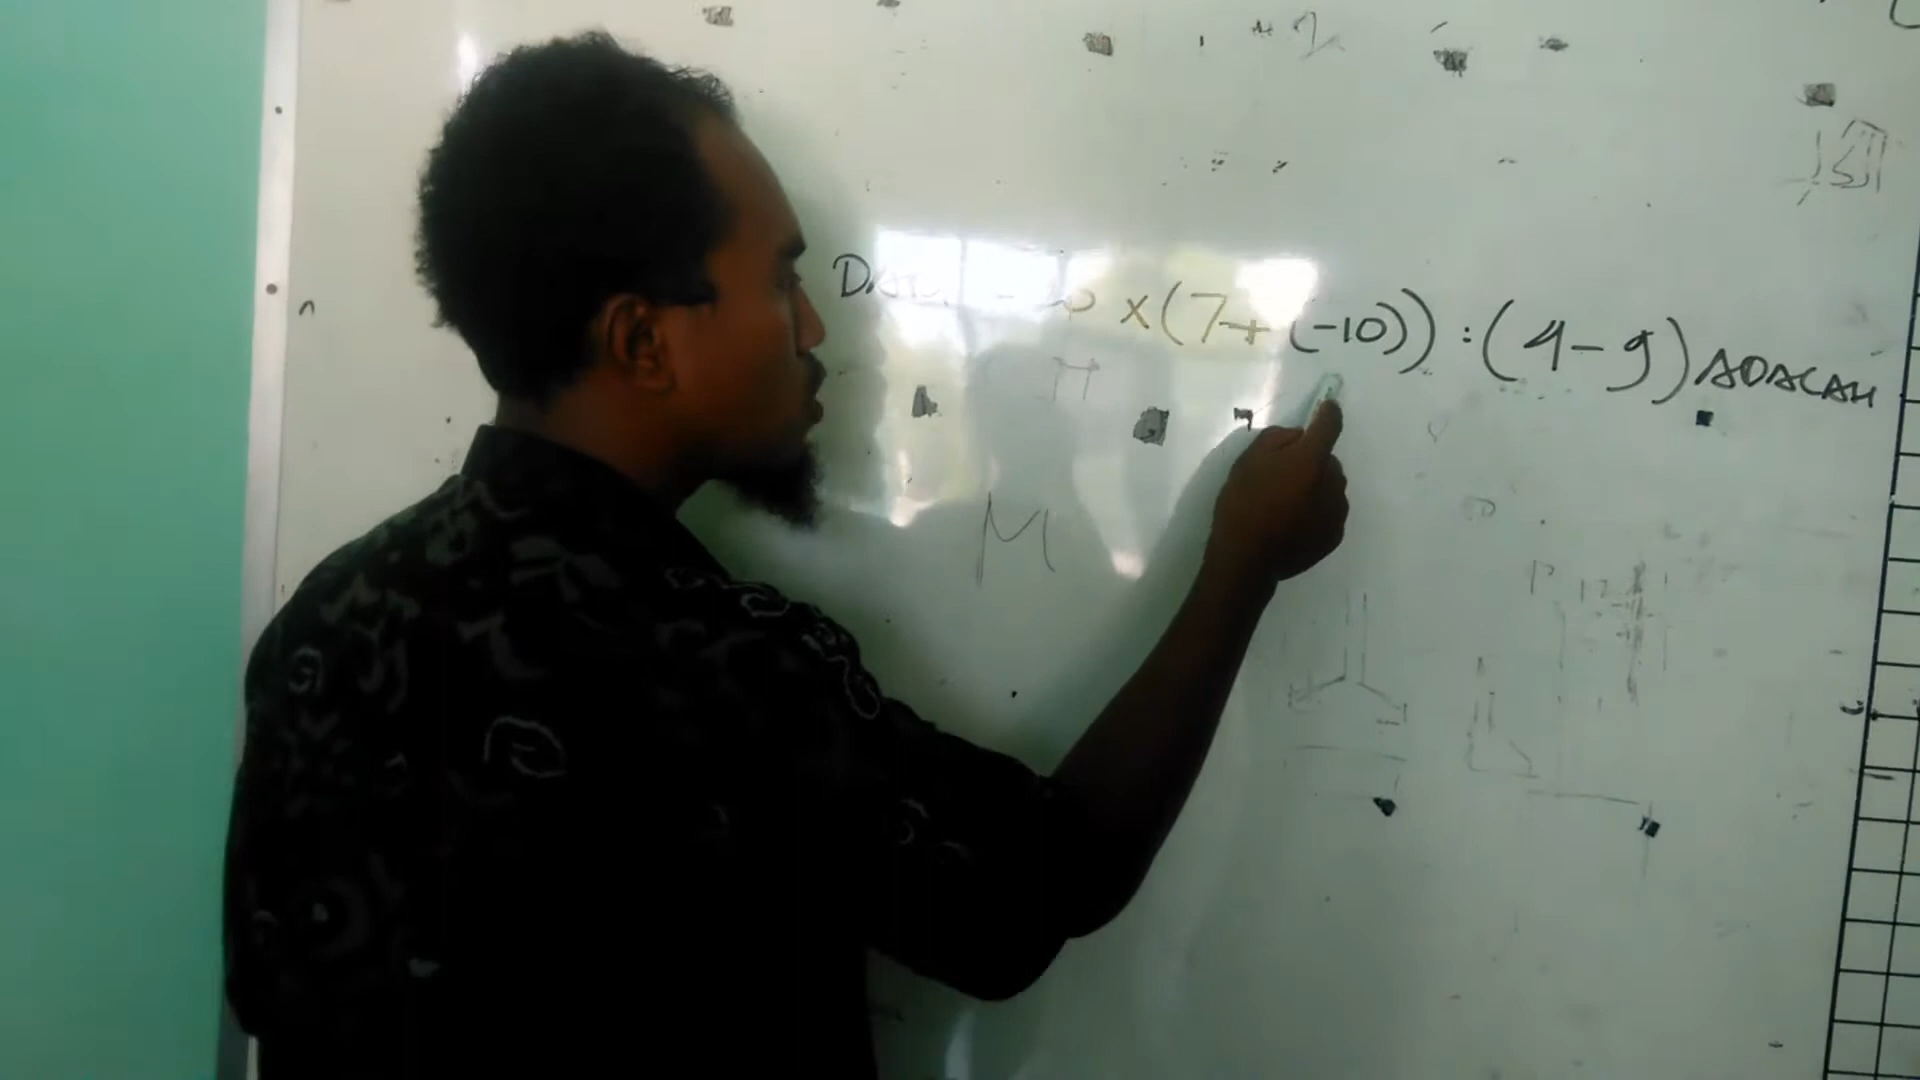 × (7 + (-10)) : (4 - 9) ADALAH
M